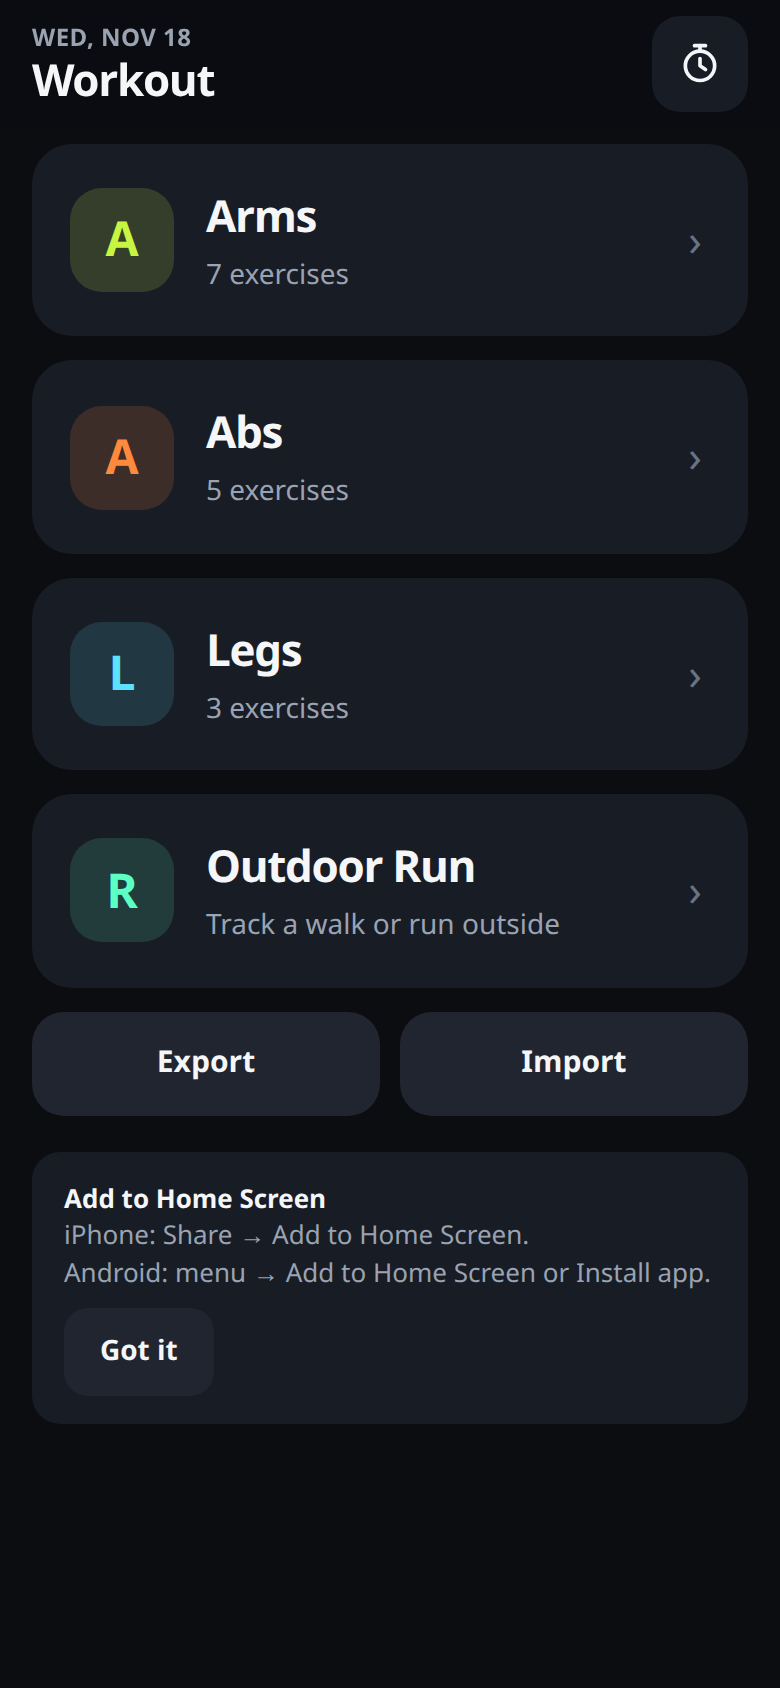 WED, NOV 18
Workout
A
Arms
7 exercises
›
A
Abs
5 exercises
›
L
Legs
3 exercises
›
R
Outdoor Run
Track a walk or run outside
›
Export
Import
Add to Home Screen
iPhone: Share → Add to Home Screen.
Android: menu → Add to Home Screen or Install app.
Got it